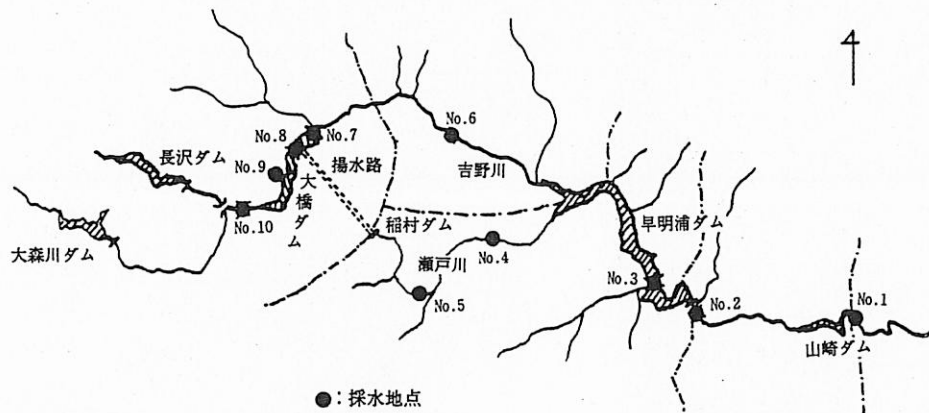 No.6
No.8
No.7
長沢ダム
No.9
揚水路
吉野川
大橋ダム
稲村ダム
早明浦ダム
No.10
大森川ダム
瀬戸川
No.4
No.3
No.5
No.2
No.1
山崎ダム
●：採水地点